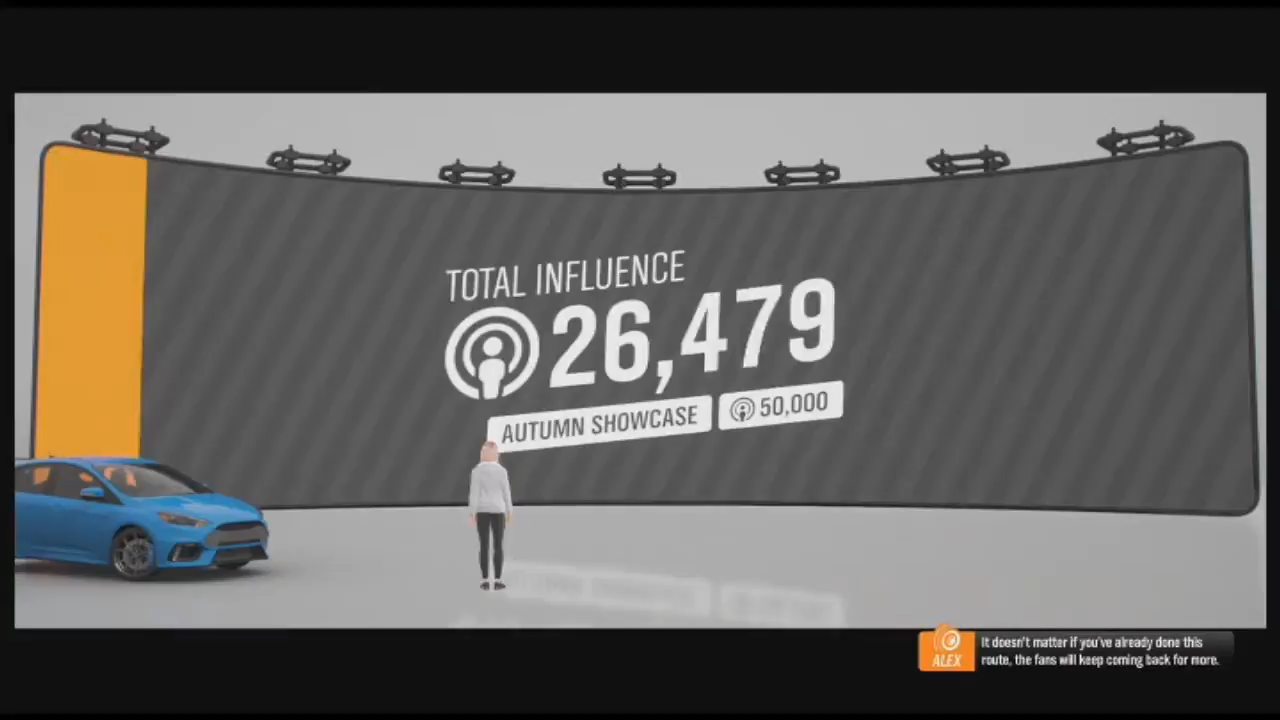 TOTAL INFLUENCE
26,479
AUTUMN SHOWCASE 50,000
ALEX
It doesn't matter if you've already done this
route, the fans will keep coming back for more.